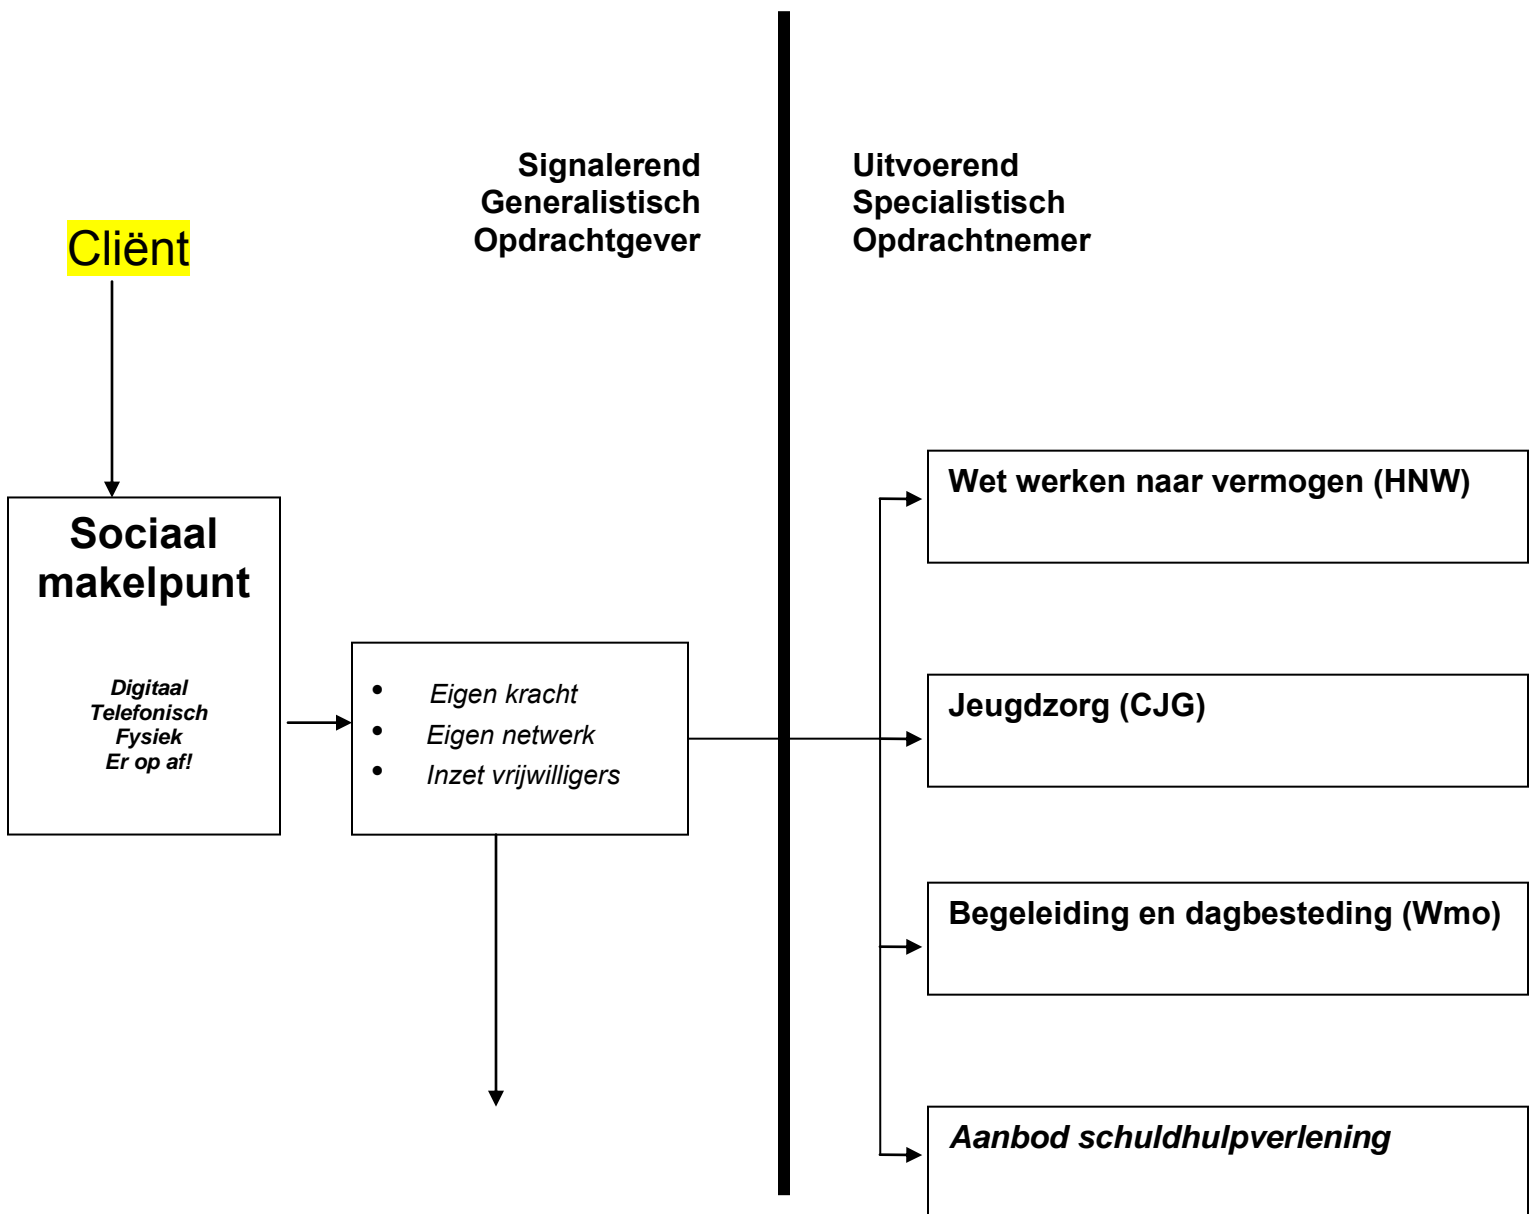 Signalerend
Generalistisch
Opdrachtgever
Uitvoerend
Specialistisch
Opdrachtnemer
Cliënt
Sociaal
makelpunt
Digitaal
Telefonisch
Fysiek
Er op af!
• Eigen kracht
• Eigen netwerk
• Inzet vrijwilligers
Wet werken naar vermogen (HNW)
Jeugdzorg (CJG)
Begeleiding en dagbesteding (Wmo)
Aanbod schuldhulpverlening